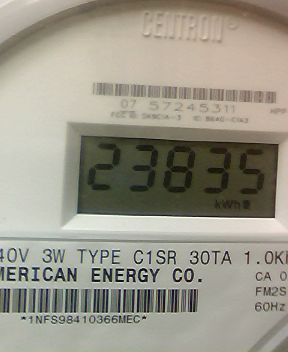 CENTRON®
07 57245311
23835
kWh
40V 3W TYPE C1SR 30TA 1.0K
MERICAN ENERGY CO.
CA 0
FM2S
60Hz
*1NFS98410366MEC*